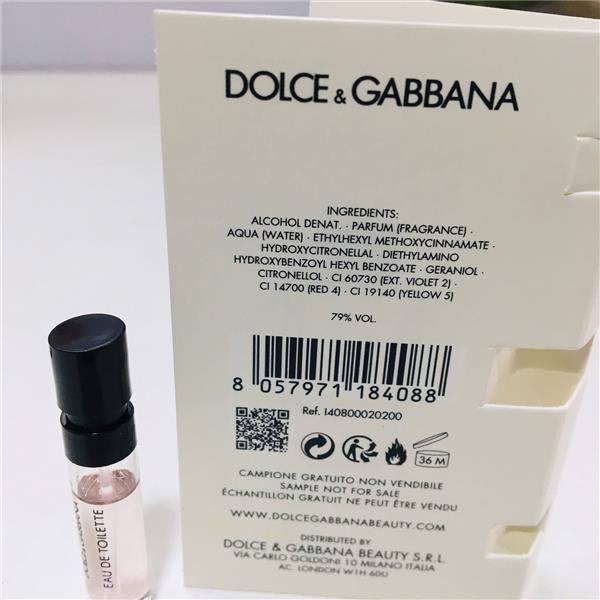 DOLCE & GABBANA
INGREDIENTS:
ALCOHOL DENAT. · PARFUM (FRAGRANCE) ·
AQUA (WATER) · ETHYLHEXYL METHOXYCINNAMATE ·
HYDROXYCITRONELLAL · DIETHYLAMINO
HYDROXYBENZOYL HEXYL BENZOATE · GERANIOL ·
CITRONELLOL · CI 60730 (EXT. VIOLET 2) ·
CI 14700 (RED 4) · CI 19140 (YELLOW 5)
79% VOL.
8 057971 184088
Ref. I40800020200
36 M
CAMPIONE GRATUITO NON VENDIBILE
SAMPLE NOT FOR SALE
ÉCHANTILLON GRATUIT NE PEUT ÊTRE VENDU
WWW.DOLCEGABBANABEAUTY.COM
DISTRIBUTED BY
DOLCE & GABBANA BEAUTY S.R.L.
VIA CARLO GOLDONI 10 MILANO ITALIA
AC. LONDON W1H 6DU
EAU DE TOILETTE